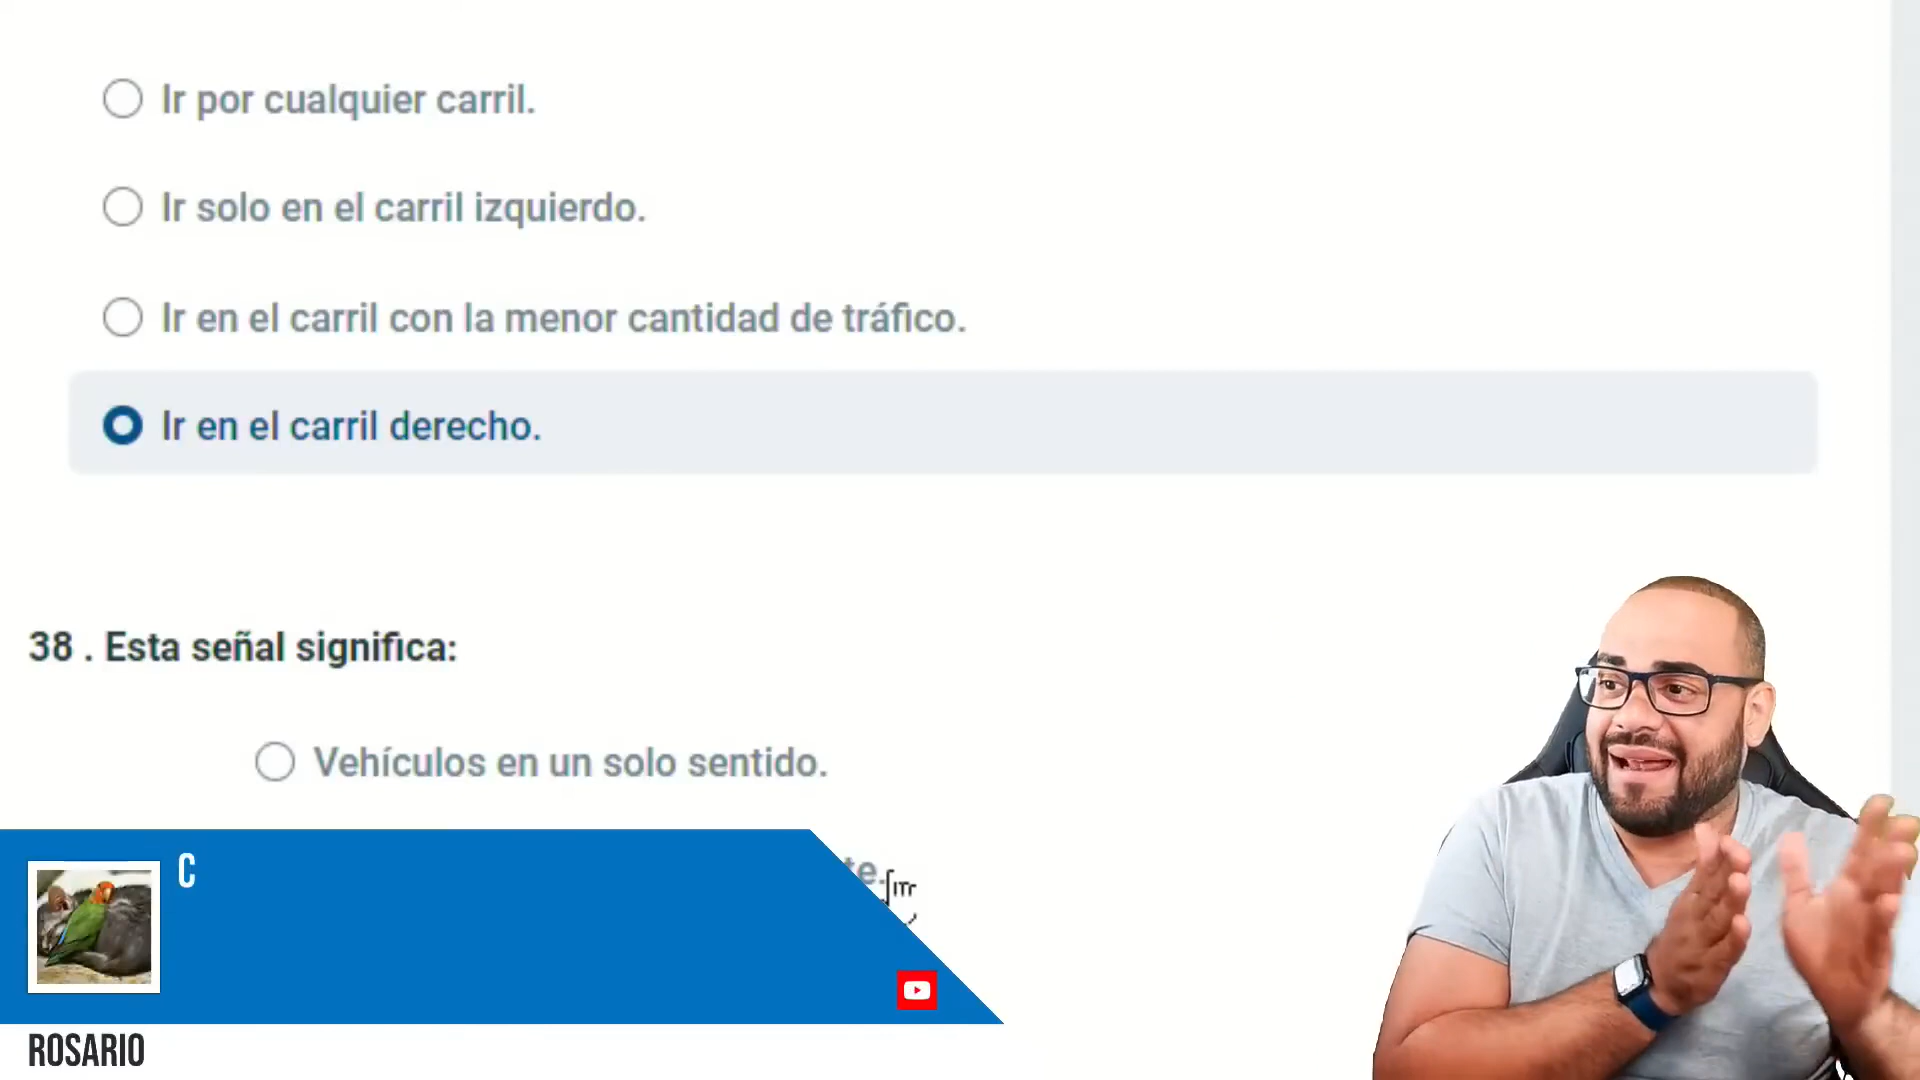 Ir por cualquier carril.
Ir solo en el carril izquierdo.
Ir en el carril con la menor cantidad de tráfico.
Ir en el carril derecho.
38 . Esta señal significa:
Vehículos en un solo sentido.
C
te.
ROSARIO